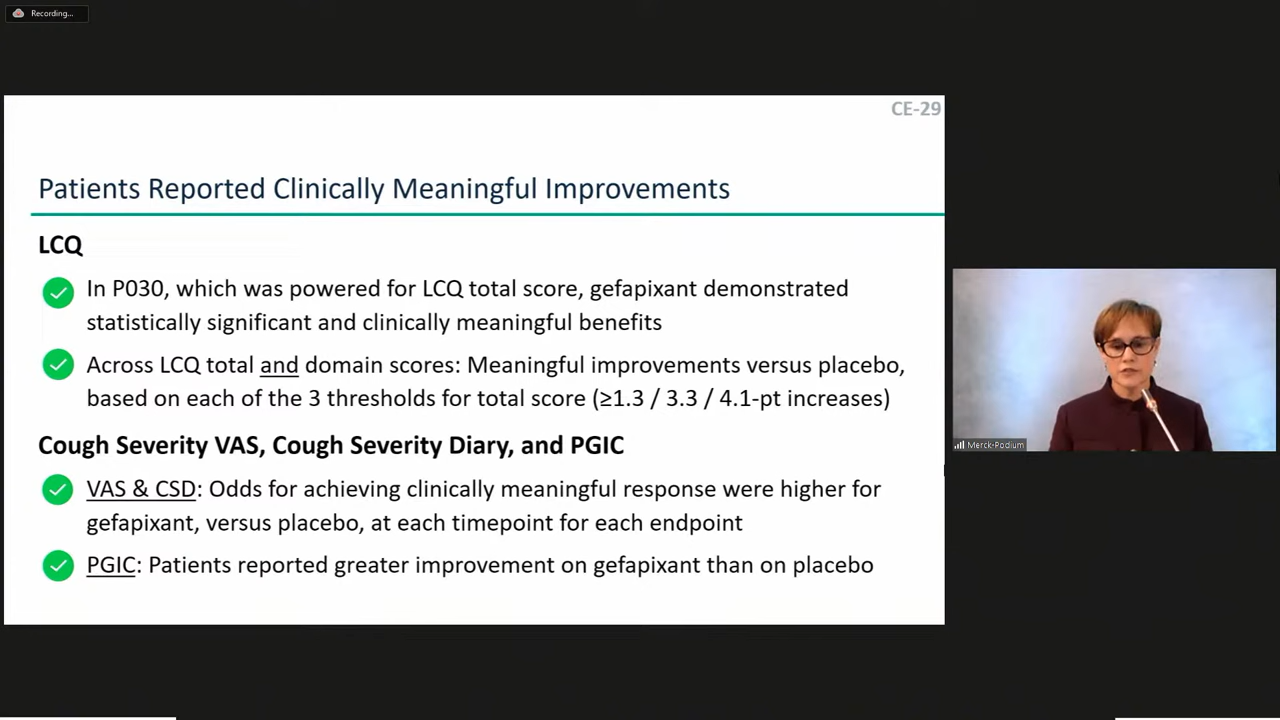 Recording...
CE-29
Patients Reported Clinically Meaningful Improvements
LCQ
In P030, which was powered for LCQ total score, gefapixant demonstrated
statistically significant and clinically meaningful benefits
Across LCQ total and domain scores: Meaningful improvements versus placebo,
based on each of the 3 thresholds for total score (≥1.3 / 3.3 / 4.1-pt increases)
Cough Severity VAS, Cough Severity Diary, and PGIC
VAS & CSD: Odds for achieving clinically meaningful response were higher for
gefapixant, versus placebo, at each timepoint for each endpoint
PGIC: Patients reported greater improvement on gefapixant than on placebo
Merck-Podium